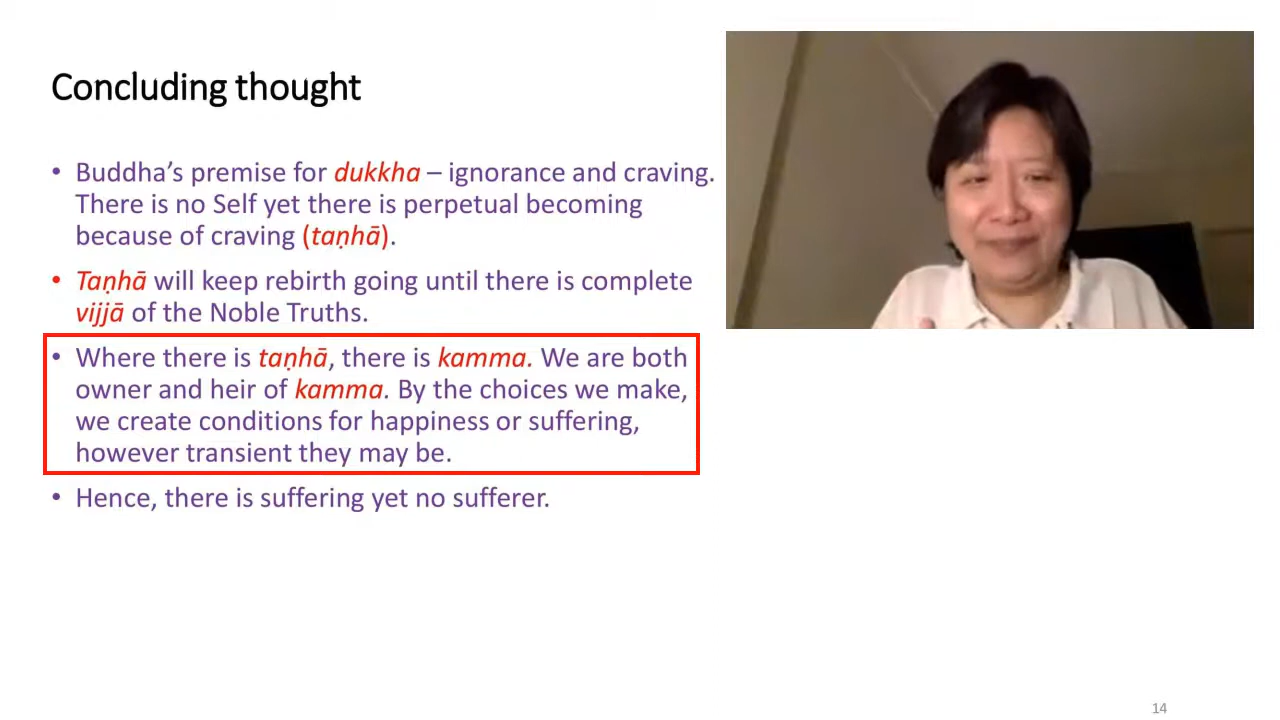 Concluding thought
• Buddha’s premise for dukkha – ignorance and craving.
There is no Self yet there is perpetual becoming
because of craving (taṇhā).
• Taṇhā will keep rebirth going until there is complete
vijjā of the Noble Truths.
• Where there is taṇhā, there is kamma. We are both
owner and heir of kamma. By the choices we make,
we create conditions for happiness or suffering,
however transient they may be.
• Hence, there is suffering yet no sufferer.
14